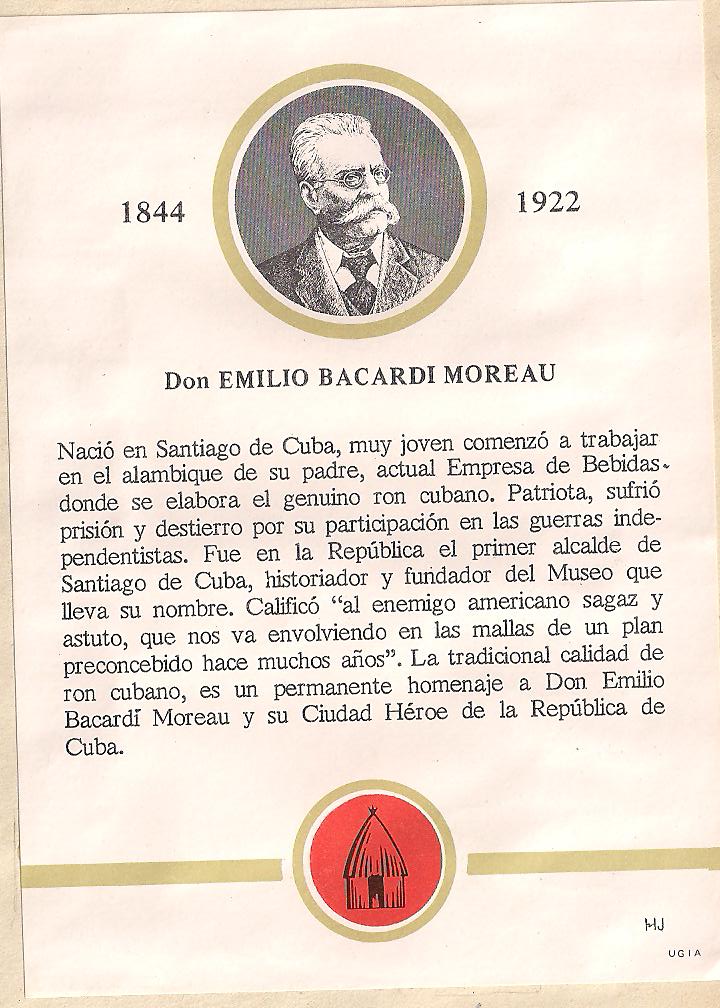 1844
1922
Don EMILIO BACARDI MOREAU
Nació en Santiago de Cuba, muy joven comenzó a trabajar
en el alambique de su padre, actual Empresa de Bebidas
donde se elabora el genuino ron cubano. Patriota, sufrió
prisión y destierro por su participación en las guerras inde-
pendentistas. Fue en la República el primer alcalde de
Santiago de Cuba, historiador y fundador del Museo que
lleva su nombre. Calificó “al enemigo americano sagaz y
astuto, que nos va envolviendo en las mallas de un plan
preconcebido hace muchos años”. La tradicional calidad de
ron cubano, es un permanente homenaje a Don Emilio
Bacardí Moreau y su Ciudad Héroe de la República de
Cuba.
HJ
UGIA